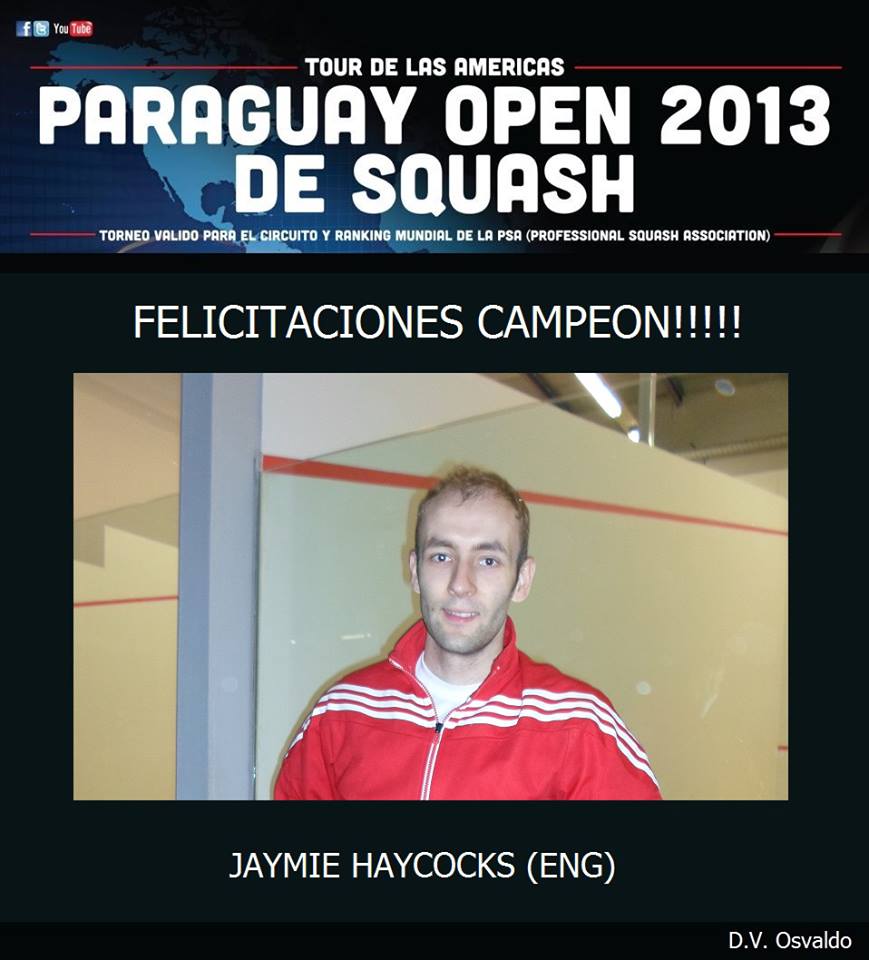 f t You Tube
TOUR DE LAS AMERICAS
PARAGUAY OPEN 2013
DE SQUASH
TORNEO VALIDO PARA EL CIRCUITO Y RANKING MUNDIAL DE LA PSA (PROFESSIONAL SQUASH ASSOCIATION)
FELICITACIONES CAMPEON!!!!!
JAYMIE HAYCOCKS (ENG)
D.V. Osvaldo